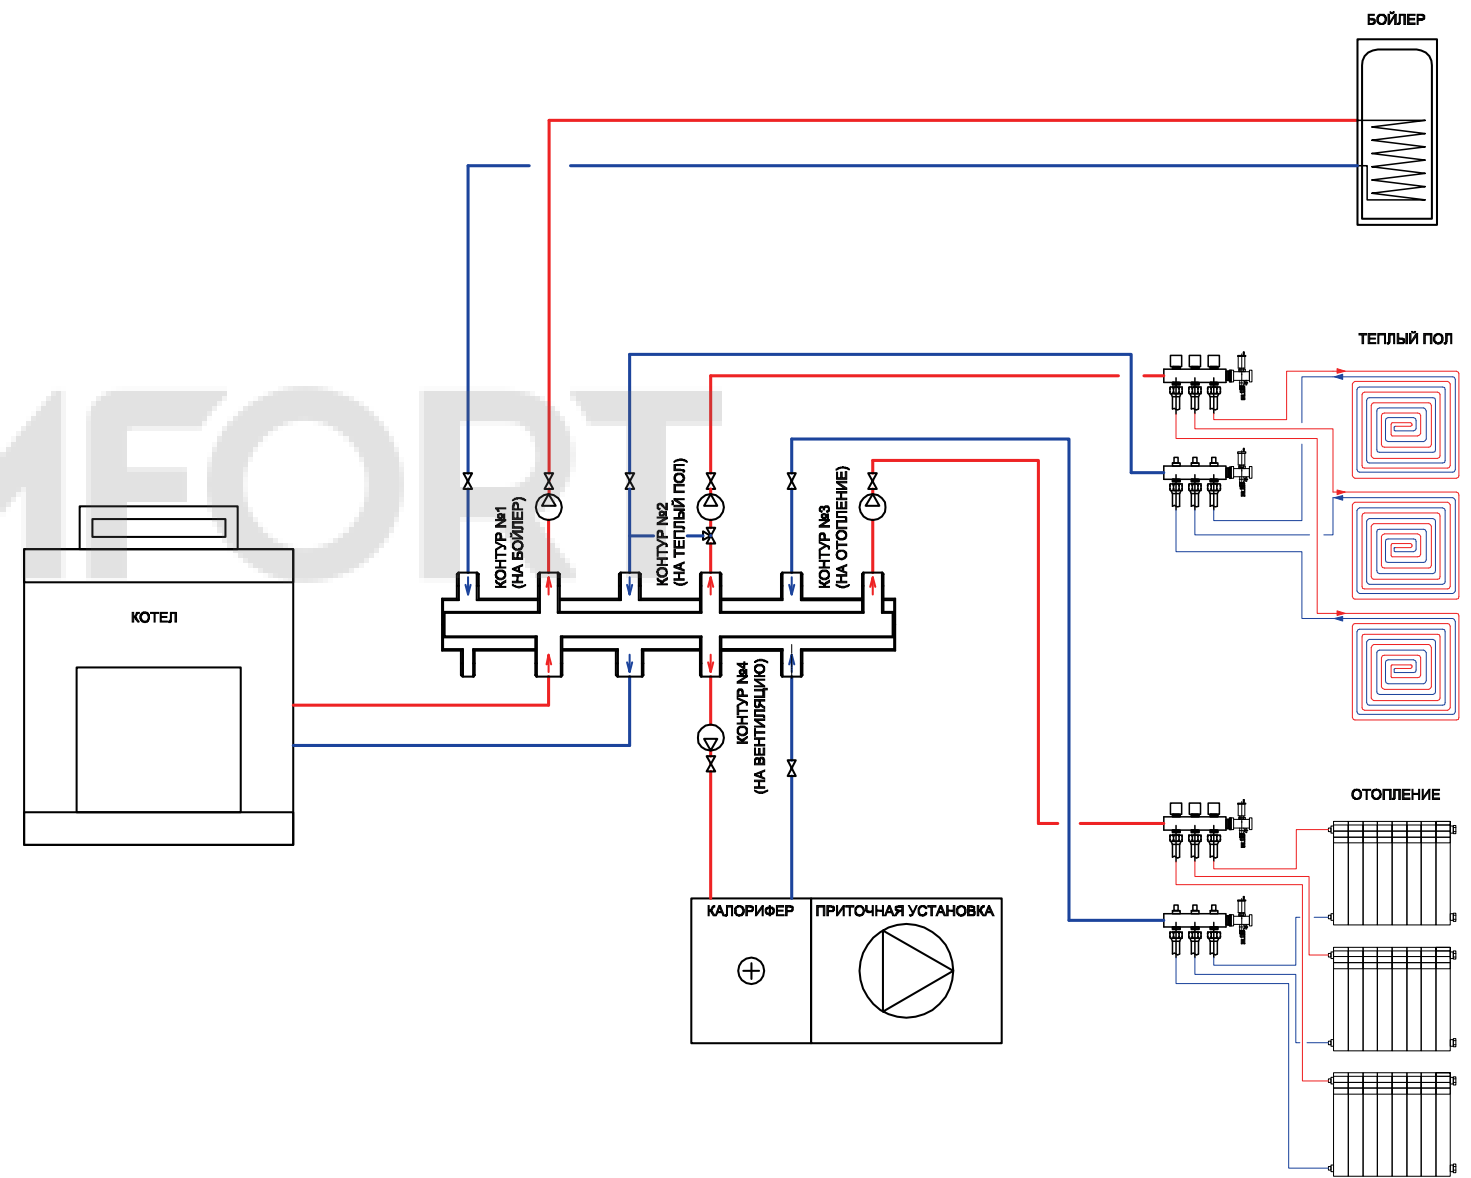 БОЙЛЕР
ТЕПЛЫЙ ПОЛ
MFORT
КОНТУР №1
(НА БОЙЛЕР)
КОНТУР №2
(НА ТЕПЛЫЙ ПОЛ)
КОНТУР №3
(НА ОТОПЛЕНИЕ)
КОТЕЛ
КОНТУР №4
(НА ВЕНТИЛЯЦИЮ)
ОТОПЛЕНИЕ
КАЛОРИФЕР
ПРИТОЧНАЯ УСТАНОВКА